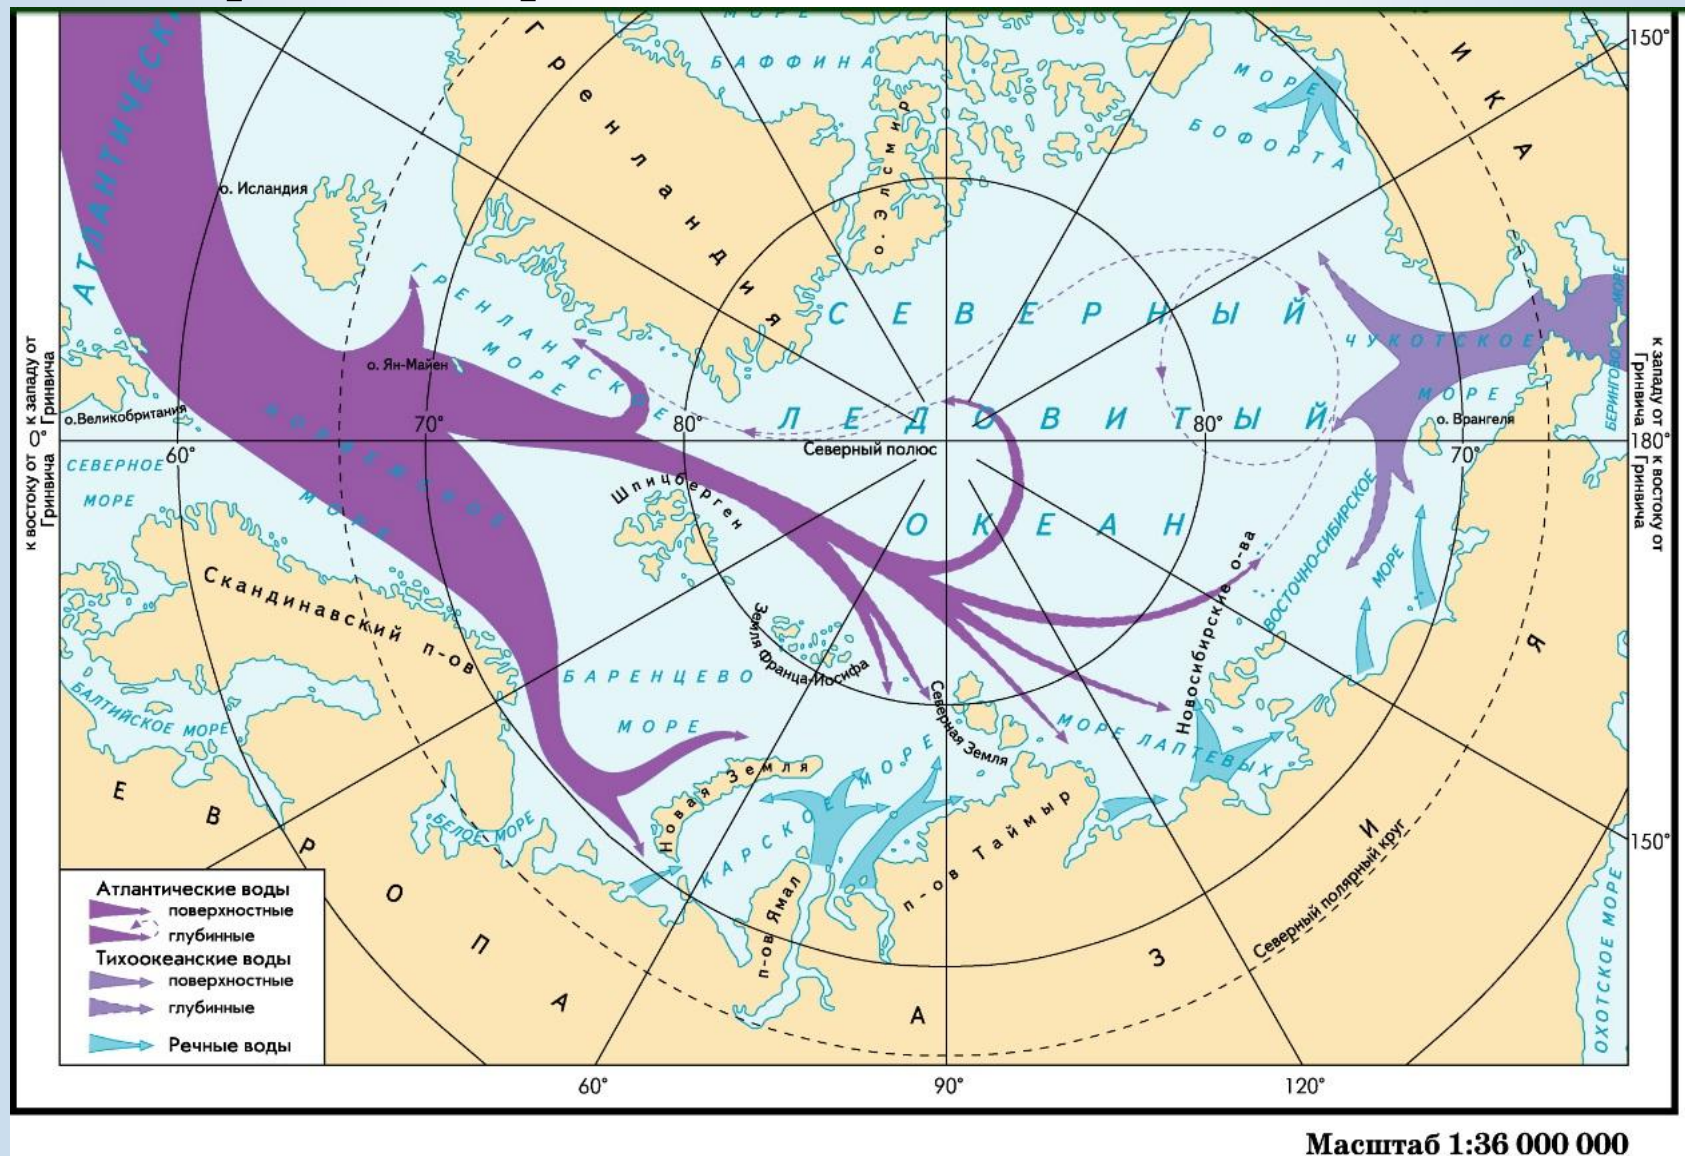 МОРЕ
БАФФИНА
Гренландия
о. Элсмир
МОРЕ
БОФОРТА
ИКА
150°
АТЛАНТИЧЕСКИ
о. Исландия
ГРЕНЛАНДСКОЕ
МОРЕ
о. Ян-Майен
СЕВЕРНЫЙ
ЛЕДОВИТЫЙ
ОКЕАН
ЧУКОТСКОЕ
МОРЕ
БЕРИНГОВО МОРЕ
о. Врангеля
о.Великобритания
к западу от
Гринвича
0°
к востоку от
Гринвича
к западу от
Гринвича
180°
к востоку от
Гринвича
60°
70°
80°
80°
70°
Северный полюс
СЕВЕРНОЕ
МОРЕ
НОРВЕЖСКОЕ
МОРЕ
Шпицберген
Скандинавский п-ов
БАЛТИЙСКОЕ МОРЕ
Земля Франца-Иосифа
БАРЕНЦЕВО
МОРЕ
Северная Земля
Новосибирские о-ва
ВОСТОЧНО-СИБИРСКОЕ
МОРЕ
МОРЕ ЛАПТЕВЫХ
Новая Земля
КАРСКОЕ МОРЕ
БЕЛОЕ МОРЕ
п-ов Ямал
п-ов Таймыр
Северный полярный круг
ЕВРОПА
АЗИЯ
ОХОТСКОЕ МОРЕ
150°
Атлантические воды
поверхностные
глубинные
Тихоокеанские воды
поверхностные
глубинные
Речные воды
60°
90°
120°
Масштаб 1:36 000 000